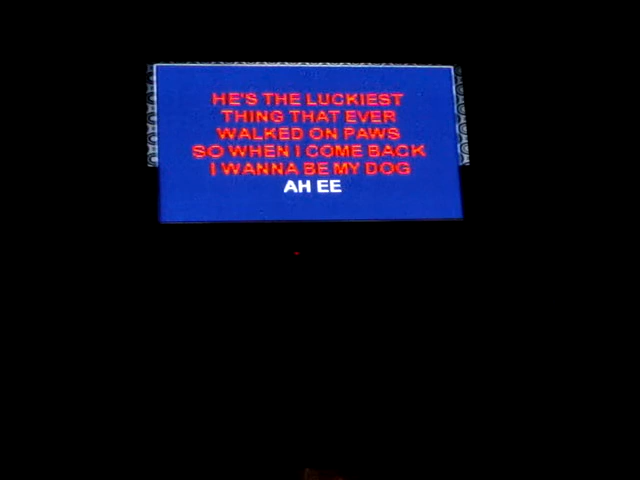 HE'S THE LUCKIEST
THING THAT EVER
WALKED ON PAWS
SO WHEN I COME BACK
I WANNA BE MY DOG
AH EE